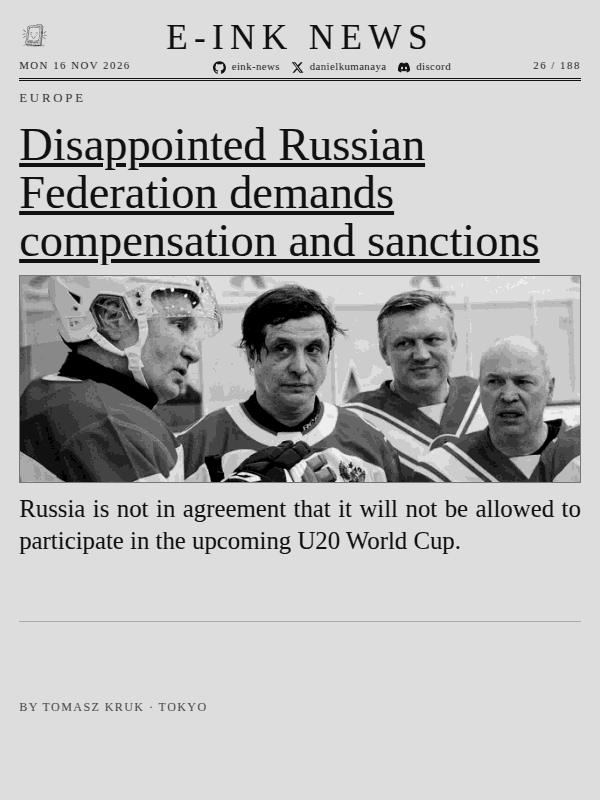 E-INK NEWS
MON 16 NOV 2026
eink-news danielkumanaya discord
26 / 188
EUROPE
Disappointed Russian
Federation demands
compensation and sanctions
Russia is not in agreement that it will not be allowed to
participate in the upcoming U20 World Cup.
BY TOMASZ KRUK · TOKYO